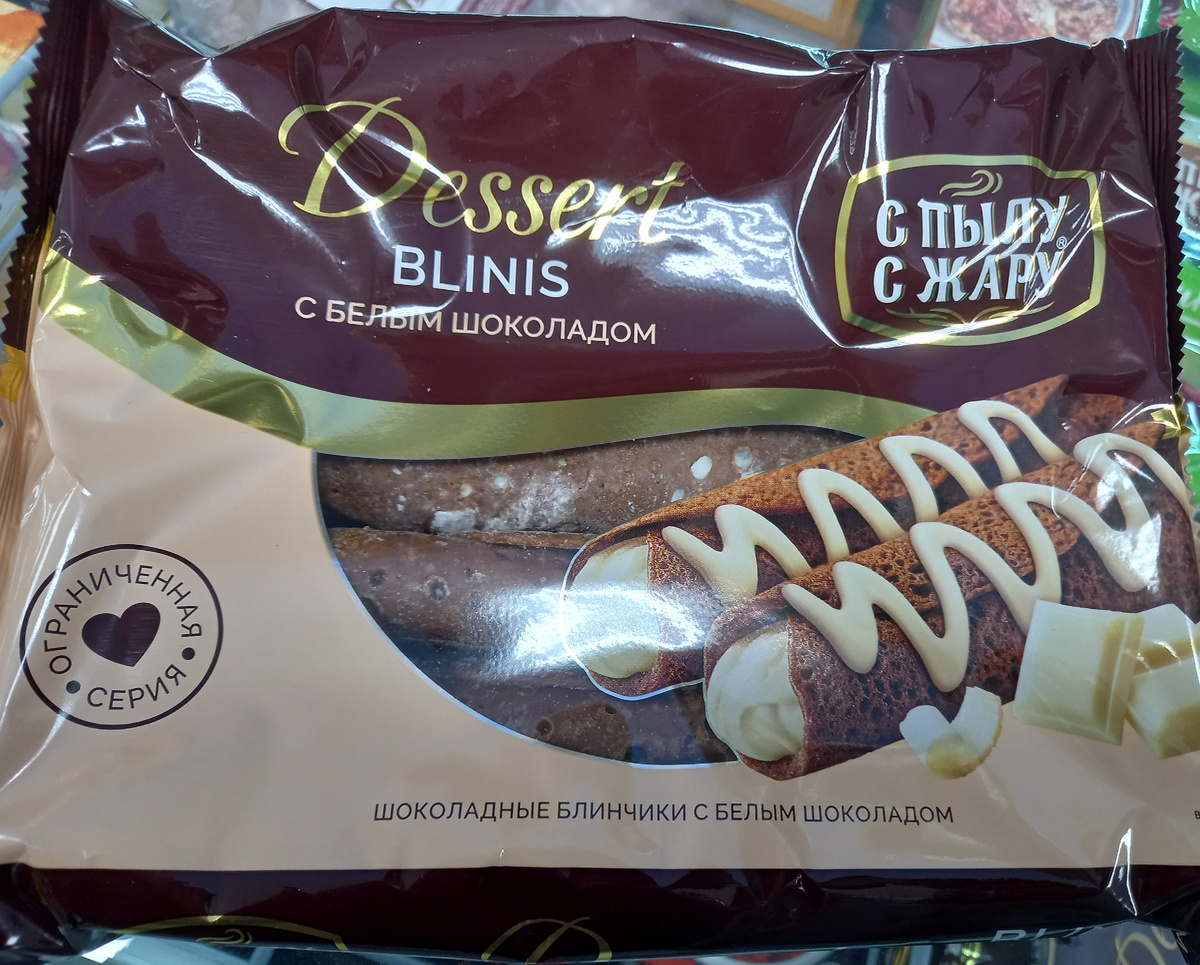 Dessert
BLINIS
С БЕЛЫМ ШОКОЛАДОМ
С ПЫЛУ
С ЖАРУ®
ОГРАНИЧЕННАЯ
• СЕРИЯ •
ШОКОЛАДНЫЕ БЛИНЧИКИ С БЕЛЫМ ШОКОЛАДОМ